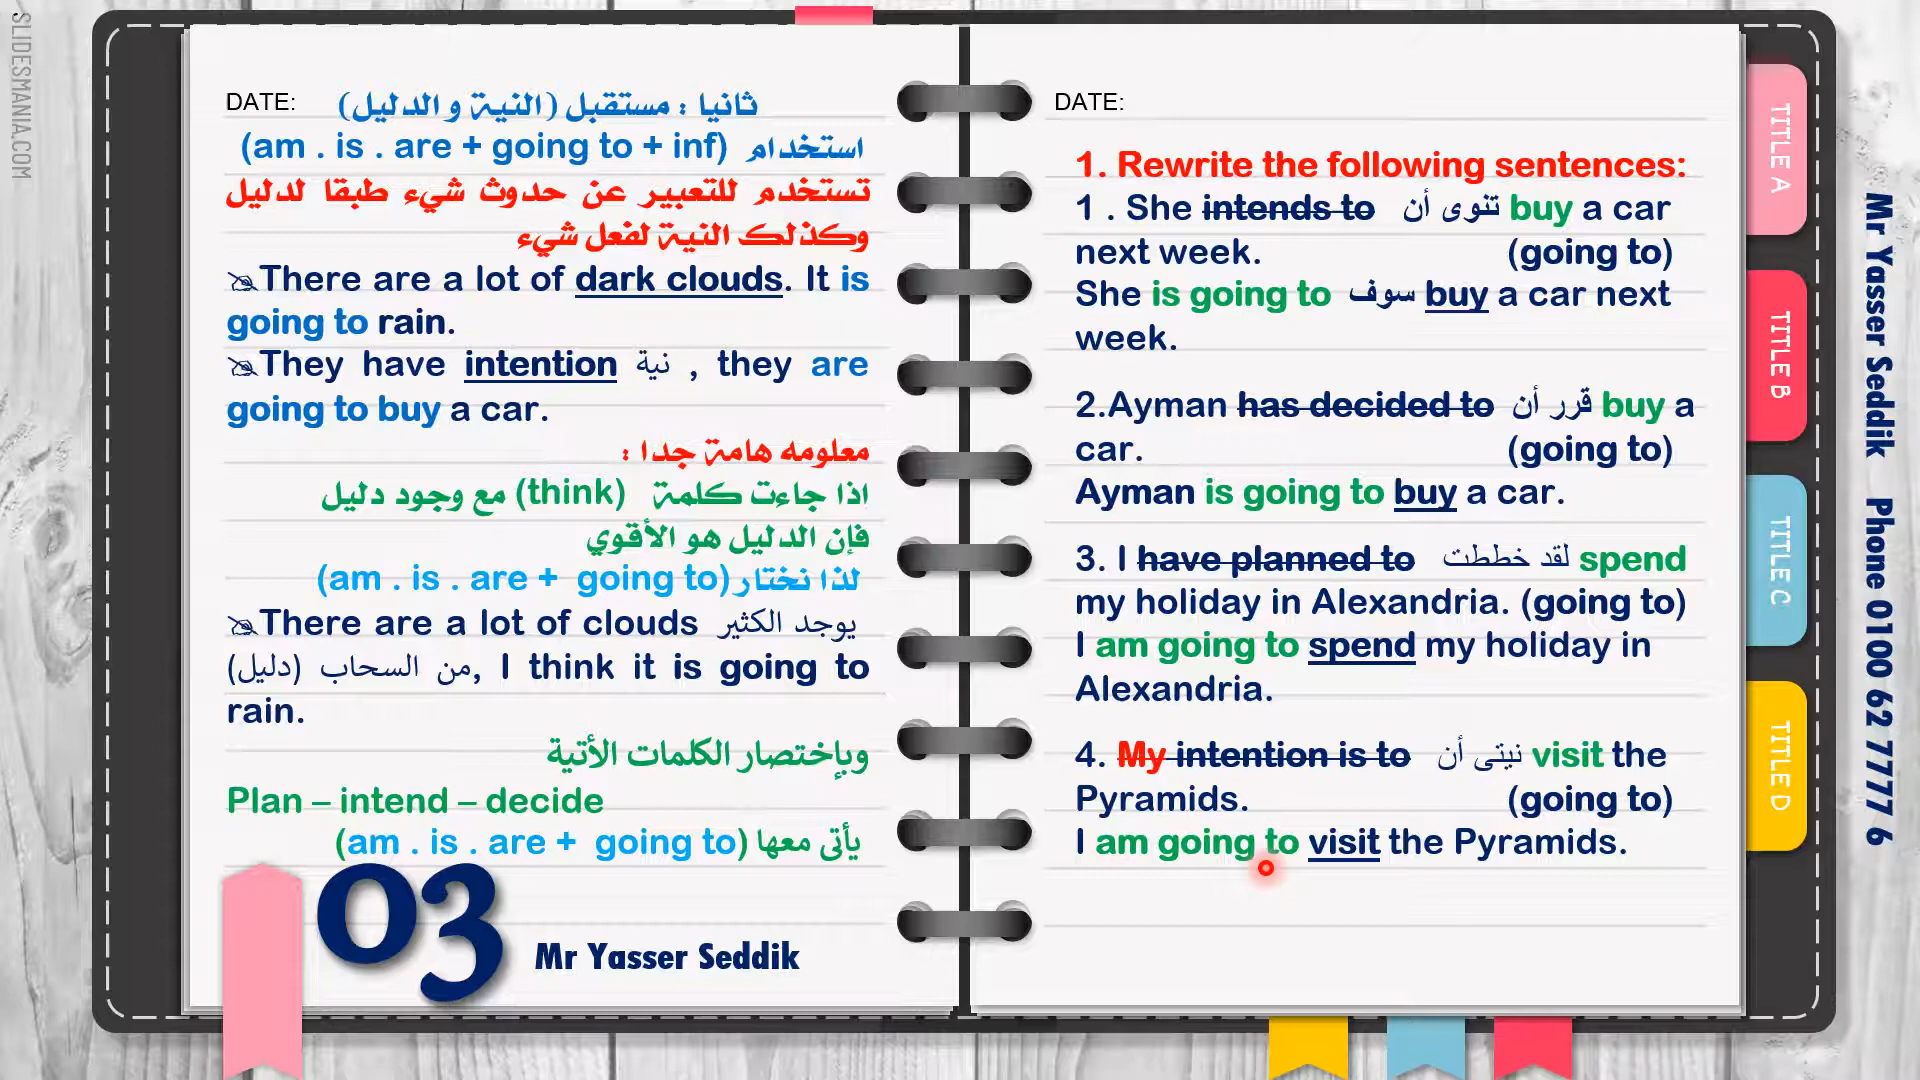 SLIDESMANIA.COM
DATE: ثانيا : مستقبل (النية و الدليل)
استخدام (am . is . are + going to + inf)
تستخدم للتعبير عن حدوث شيء طبقا لدليل
وكذلك النية لفعل شيء
There are a lot of dark clouds. It is
going to rain.
They have intention نية , they are
going to buy a car.
معلومه هامة جدا :
اذا جاءت كلمة (think) مع وجود دليل
فإن الدليل هو الأقوي
لذا نختار (am . is . are + going to)
There are a lot of clouds يوجد الكثير
من السحاب (دليل), I think it is going to
rain.
وبإختصار الكلمات الأتية
Plan – intend – decide
يأتى معها (am . is . are + going to)
03
Mr Yasser Seddik
DATE:
1. Rewrite the following sentences:
1 . She intends to تنوى أن buy a car
next week. (going to)
She is going to سوف buy a car next
week.
2.Ayman has decided to قرر أن buy a
car. (going to)
Ayman is going to buy a car.
3. I have planned to لقد خططت spend
my holiday in Alexandria. (going to)
I am going to spend my holiday in
Alexandria.
4. My intention is to نيتى أن visit the
Pyramids. (going to)
I am going to visit the Pyramids.
TITLE A
TITLE B
TITLE C
TITLE D
Mr Yasser Seddik Phone 0100 62 7777 6